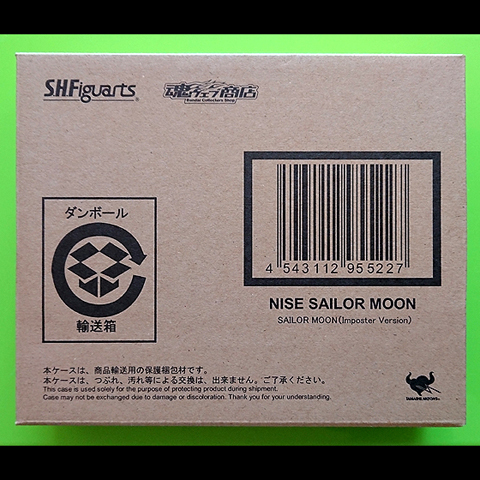 S.H.Figuarts®
魂ウェブ商店
Bandai Collectors Shop
ダンボール
輸送箱
4 543112 955227
NISE SAILOR MOON
SAILOR MOON(Imposter Version)
本ケースは、商品輸送用の保護梱包材です。
本ケースは、つぶれ、汚れ等による交換は、出来ません。ご了承ください。
This case is used solely for the purpose of protecting product during shipment.
Case may not be exchanged due to damage or discoloration. Thank you for your understanding.
TAMASHII NATIONS